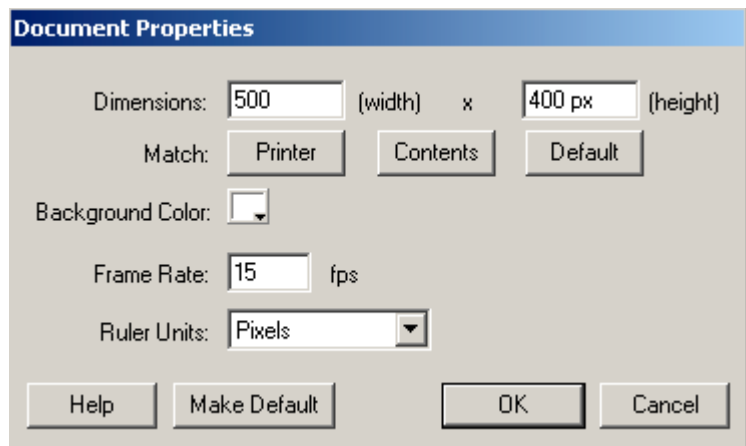 Document Properties
Dimensions: 500 (width) x 400 px (height)
Match: Printer Contents Default
Background Color:
Frame Rate: 15 fps
Ruler Units: Pixels
Help Make Default OK Cancel